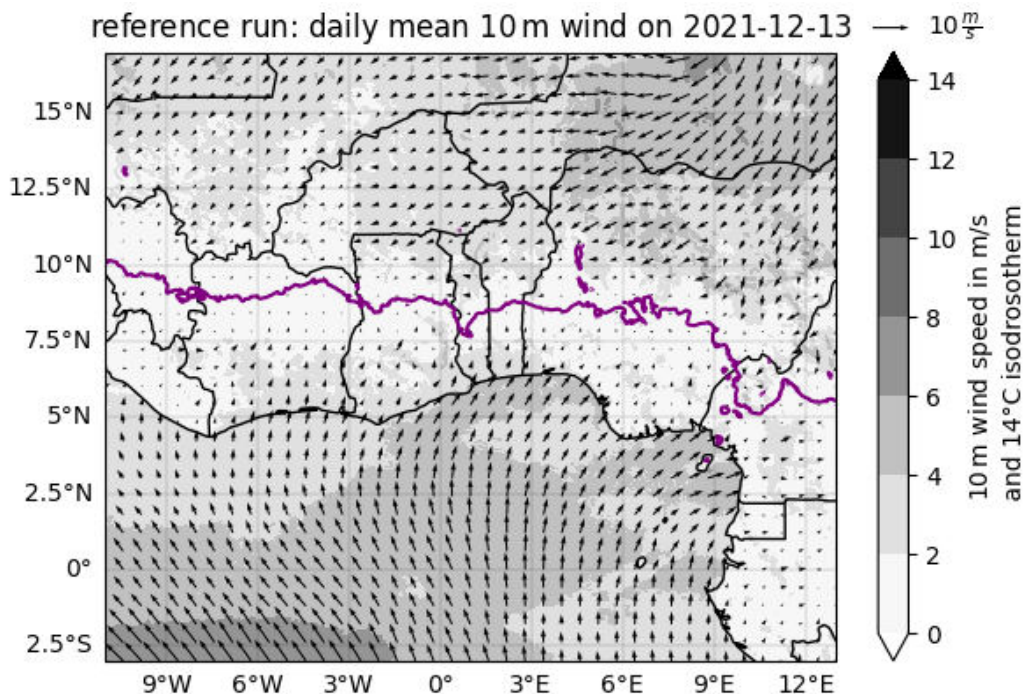 reference run: daily mean 10 m wind on 2021-12-13
10 m/s
15°N
12.5°N
10°N
7.5°N
5°N
2.5°N
0°
2.5°S
9°W 6°W 3°W 0° 3°E 6°E 9°E 12°E
14
12
10
8
6
4
2
0
10 m wind speed in m/s
and 14°C isodrosotherm